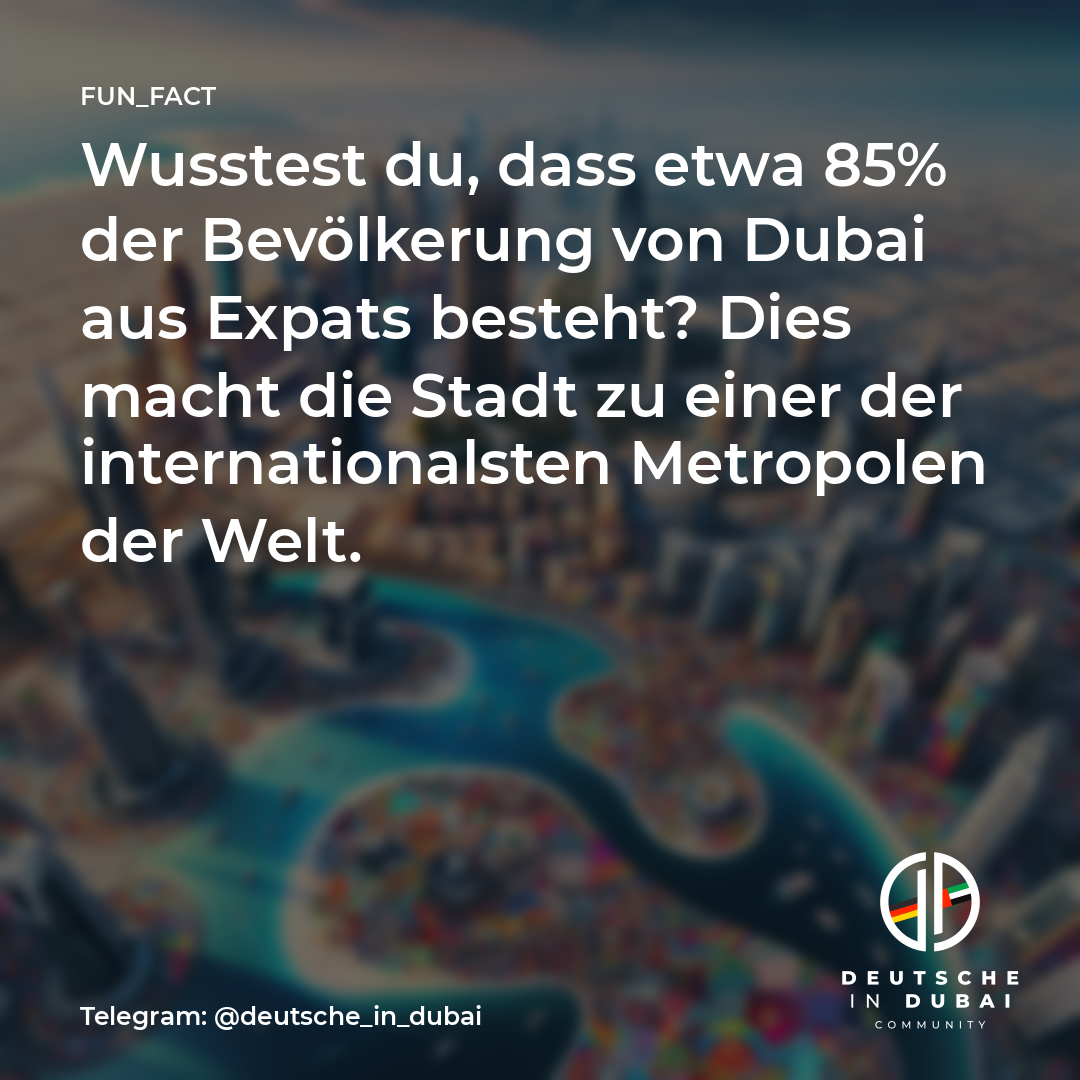 FUN_FACT
Wusstest du, dass etwa 85%
der Bevölkerung von Dubai
aus Expats besteht? Dies
macht die Stadt zu einer der
internationalsten Metropolen
der Welt.
DEUTSCHE
IN DUBAI
COMMUNITY
Telegram: @deutsche_in_dubai